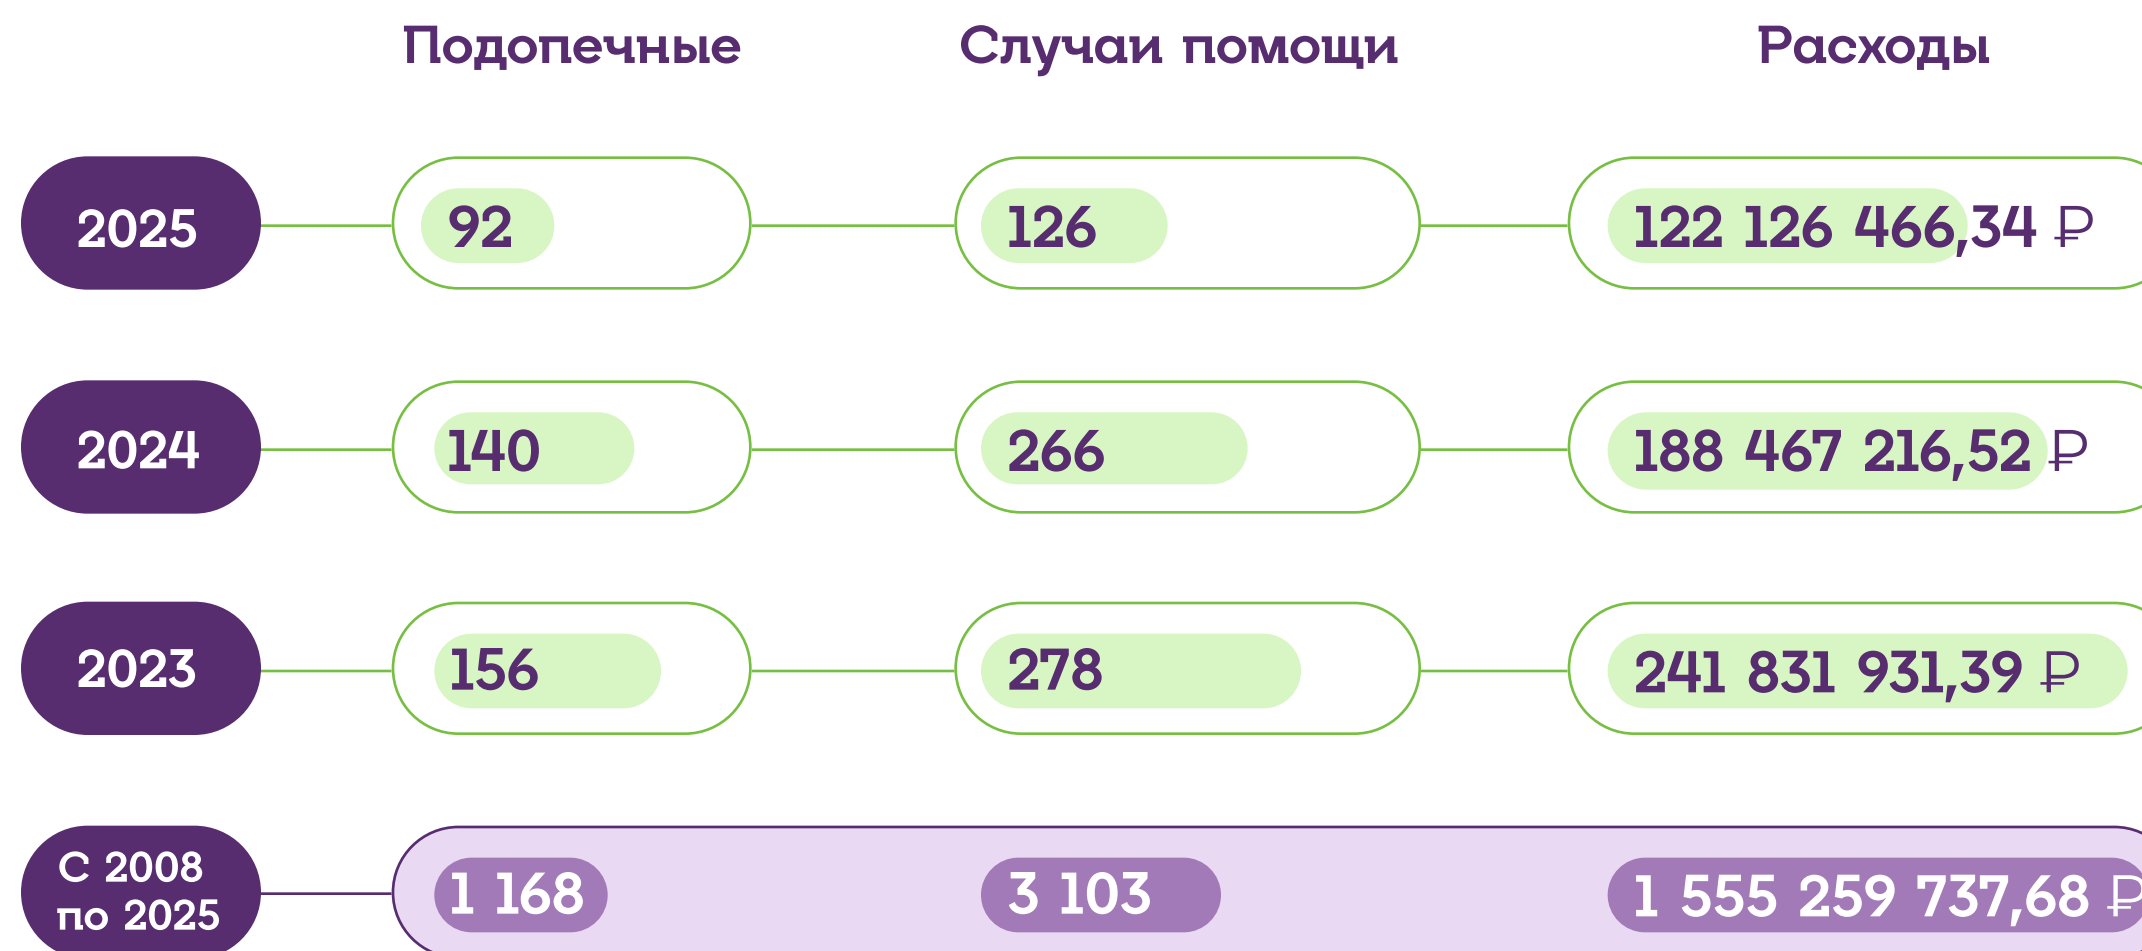 Подопечные Случаи помощи Расходы
2025 92 126 122 126 466,34 ₽
2024 140 266 188 467 216,52 ₽
2023 156 278 241 831 931,39 ₽
С 2008
по 2025
1 168 3 103 1 555 259 737,68 ₽